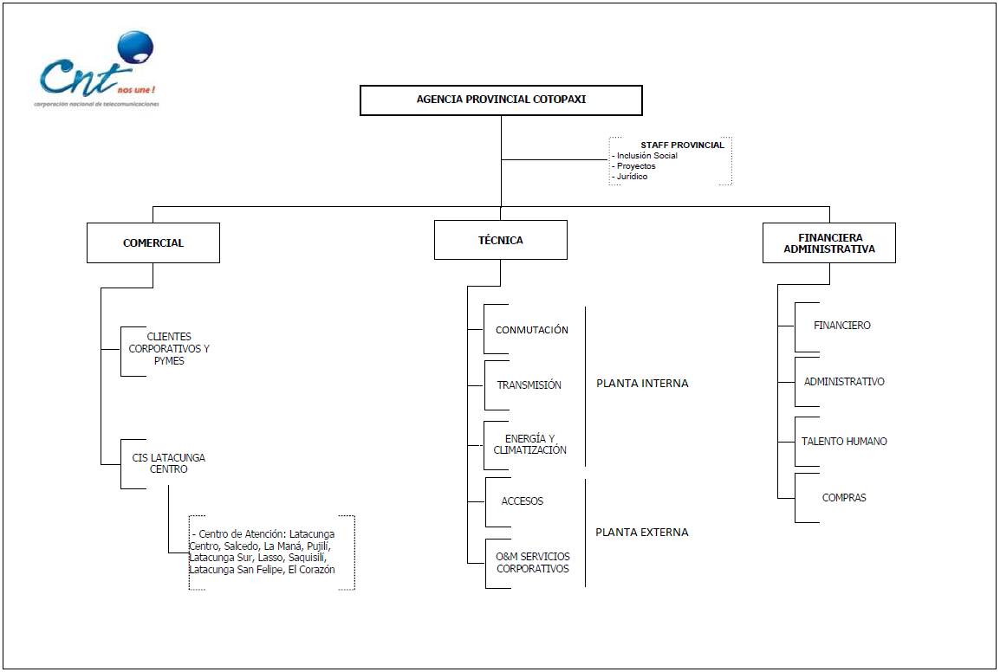 Cnt
nos une!
corporación nacional de telecomunicaciones
AGENCIA PROVINCIAL COTOPAXI
STAFF PROVINCIAL
- Inclusión Social
- Proyectos
- Jurídico
COMERCIAL
CLIENTES
CORPORATIVOS Y
PYMES
CIS LATACUNGA
CENTRO
- Centro de Atención: Latacunga
Centro, Salcedo, La Maná, Pujilí,
Latacunga Sur, Lasso, Saquisilí,
Latacunga San Felipe, El Corazón
TÉCNICA
CONMUTACIÓN
TRANSMISIÓN
ENERGÍA Y
CLIMATIZACIÓN
PLANTA INTERNA
ACCESOS
O&M SERVICIOS
CORPORATIVOS
PLANTA EXTERNA
FINANCIERA
ADMINISTRATIVA
FINANCIERO
ADMINISTRATIVO
TALENTO HUMANO
COMPRAS